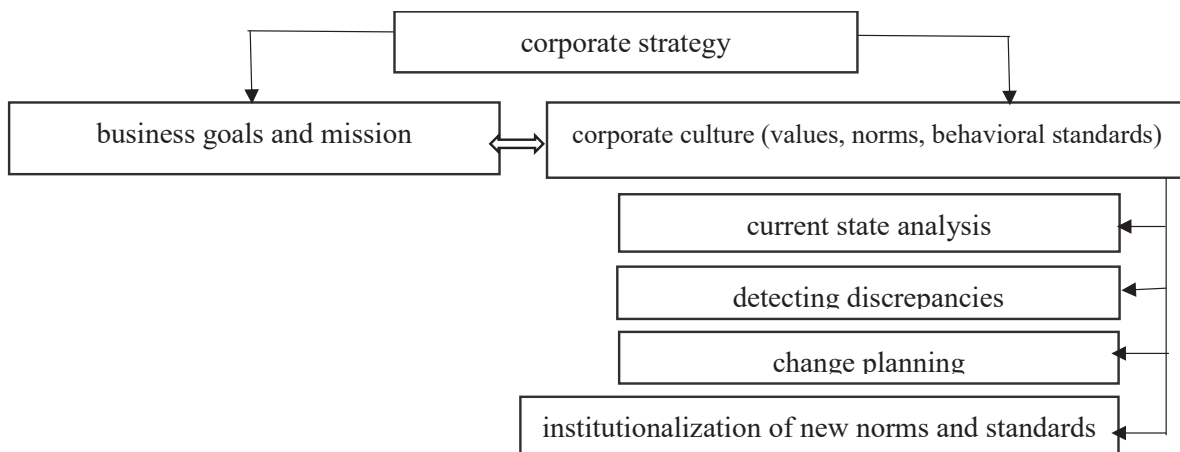 corporate strategy
business goals and mission
corporate culture (values, norms, behavioral standards)
current state analysis
detecting discrepancies
change planning
institutionalization of new norms and standards